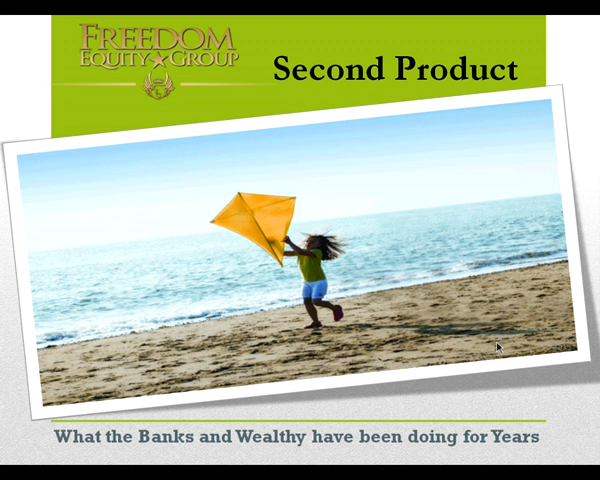 FREEDOM
EQUITY★GROUP
Second Product
What the Banks and Wealthy have been doing for Years